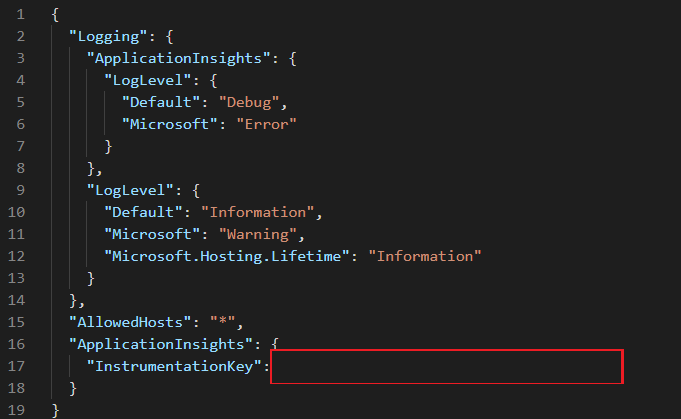 1 {
2 "Logging": {
3 "ApplicationInsights": {
4 "LogLevel": {
5 "Default": "Debug",
6 "Microsoft": "Error"
7 }
8 },
9 "LogLevel": {
10 "Default": "Information",
11 "Microsoft": "Warning",
12 "Microsoft.Hosting.Lifetime": "Information"
13 }
14 },
15 "AllowedHosts": "*",
16 "ApplicationInsights": {
17 "InstrumentationKey":
18 }
19 }